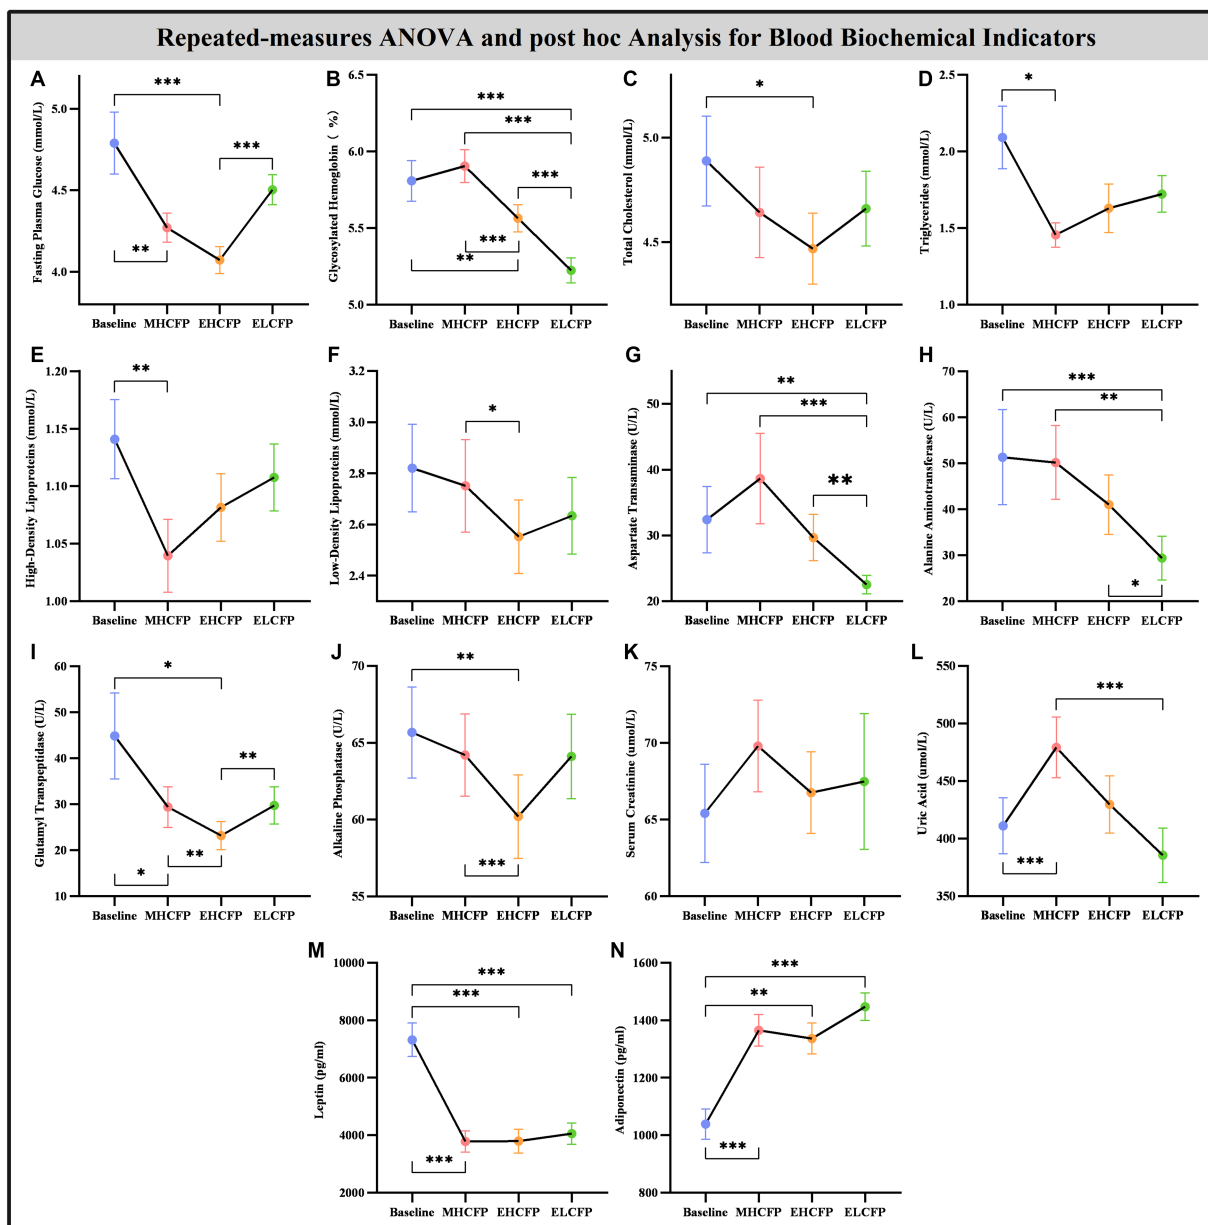 Repeated-measures ANOVA and post hoc Analysis for Blood Biochemical Indicators
A
Fasting Plasma Glucose (mmol/L)
5.0
4.5
4.0
***
***
**
Baseline MHCFP EHCFP ELCFP
B
Glycosylated Hemoglobin ( %)
6.5
6.0
5.5
5.0
***
***
***
***
**
Baseline MHCFP EHCFP ELCFP
C
Total Cholesterol (mmol/L)
5.0
4.5
*
Baseline MHCFP EHCFP ELCFP
D
Triglycerides (mmol/L)
2.5
2.0
1.5
1.0
*
Baseline MHCFP EHCFP ELCFP
E
High-Density Lipoproteins (mmol/L)
1.20
1.15
1.10
1.05
1.00
**
Baseline MHCFP EHCFP ELCFP
F
Low-Density Lipoproteins (mmol/L)
3.2
3.0
2.8
2.6
2.4
*
Baseline MHCFP EHCFP ELCFP
G
Aspartate Transaminase (U/L)
50
40
30
20
**
***
**
Baseline MHCFP EHCFP ELCFP
H
Alanine Aminotransferase (U/L)
70
60
50
40
30
20
***
**
*
Baseline MHCFP EHCFP ELCFP
I
Glutamyl Transpeptidase (U/L)
60
50
40
30
20
10
*
**
**
*
Baseline MHCFP EHCFP ELCFP
J
Alkaline Phosphatase (U/L)
70
65
60
55
**
***
Baseline MHCFP EHCFP ELCFP
K
Serum Creatinine (umol/L)
75
70
65
60
Baseline MHCFP EHCFP ELCFP
L
Uric Acid (umol/L)
550
500
450
400
350
***
***
Baseline MHCFP EHCFP ELCFP
M
Leptin (pg/ml)
10000
8000
6000
4000
2000
***
***
***
Baseline MHCFP EHCFP ELCFP
N
Adiponectin (pg/ml)
1600
1400
1200
1000
800
***
**
***
Baseline MHCFP EHCFP ELCFP